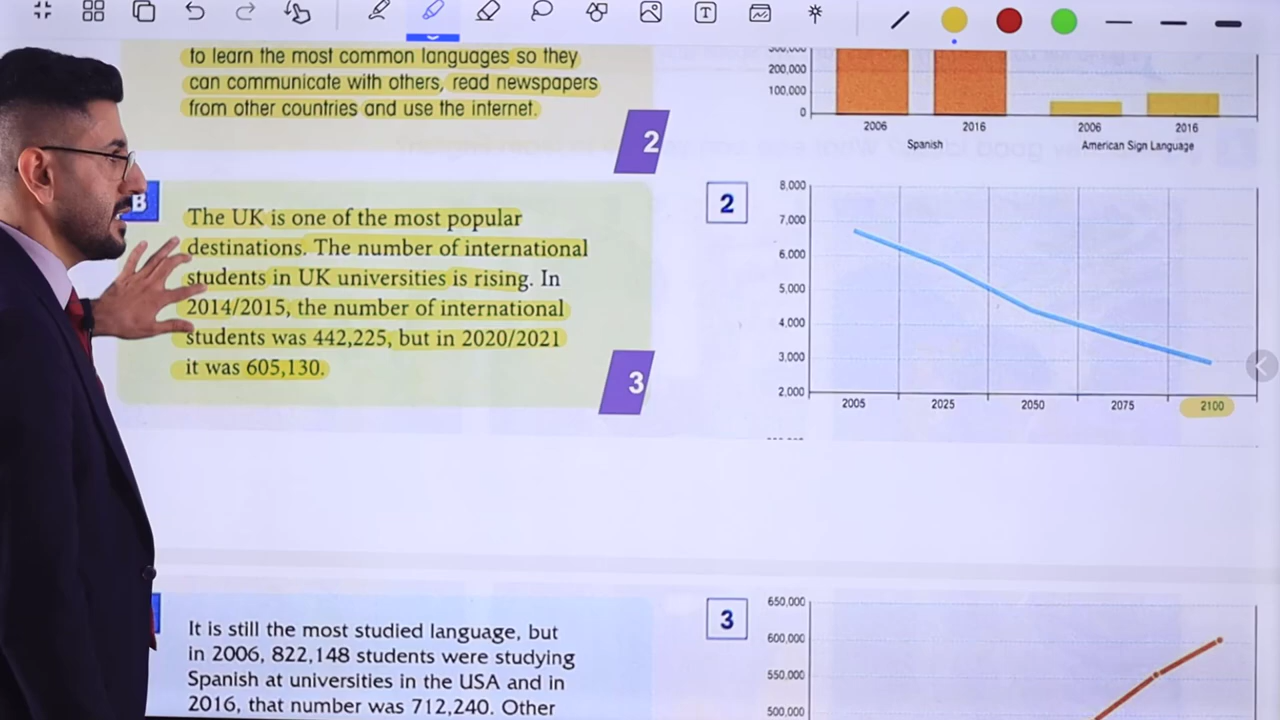 to learn the most common languages so they
can communicate with others, read newspapers
from other countries and use the internet.
2
B
The UK is one of the most popular
destinations. The number of international
students in UK universities is rising. In
2014/2015, the number of international
students was 442,225, but in 2020/2021
it was 605,130.
3
It is still the most studied language, but
in 2006, 822,148 students were studying
Spanish at universities in the USA and in
2016, that number was 712,240. Other
T
200,000
100,000
0
2006 2016 2006 2016
Spanish American Sign Language
2
8,000
7,000
6,000
5,000
4,000
3,000
2,000
2005 2025 2050 2075 2100
3
650,000
600,000
550,000
500,000